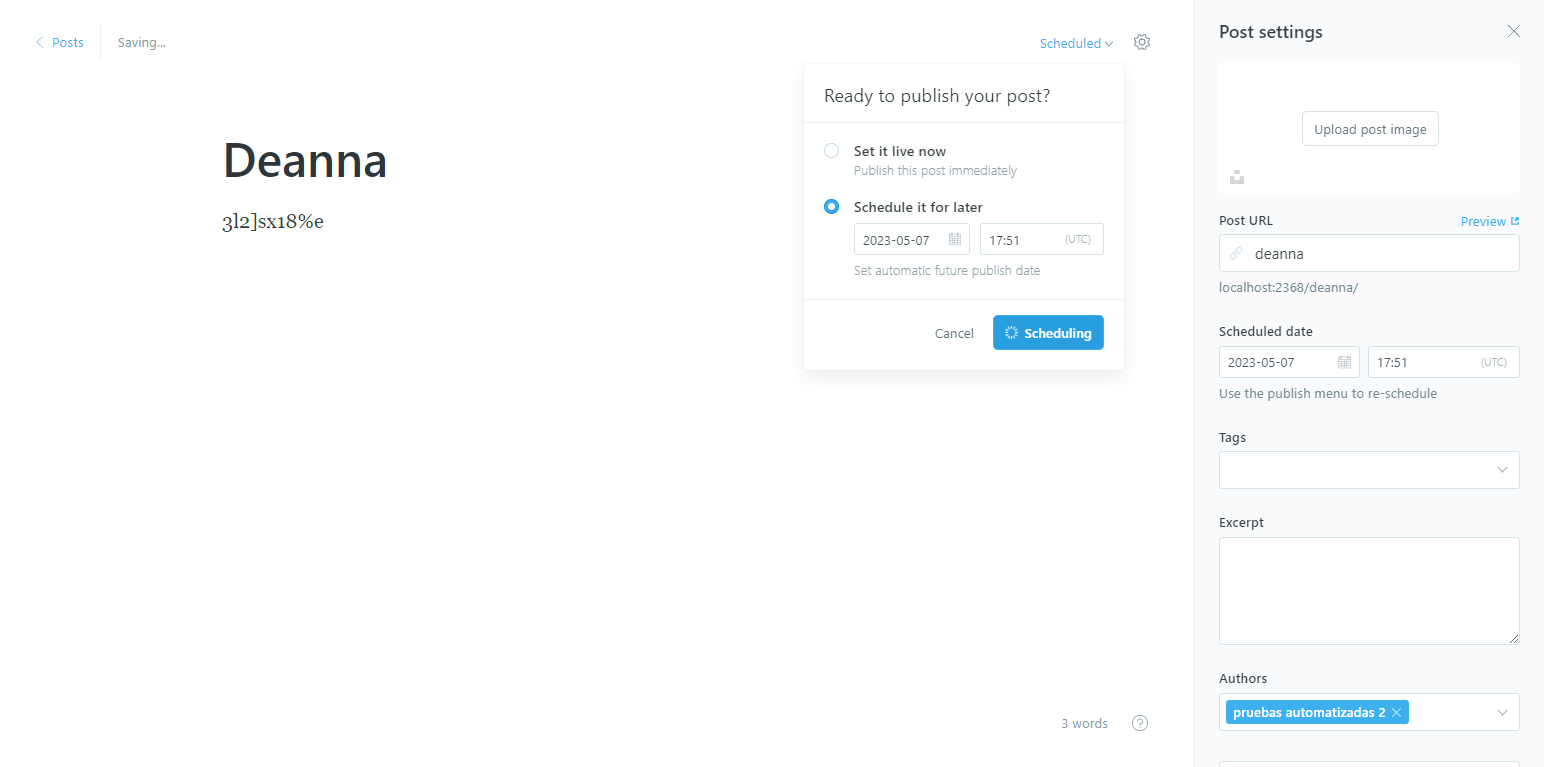 Posts
Saving...
Scheduled
Ready to publish your post?
Set it live now
Publish this post immediately
Schedule it for later
2023-05-07
17:51 (UTC)
Set automatic future publish date
Cancel
Scheduling
Deanna
3l2]sx18%e
3 words
?
Post settings
Upload post image
Post URL
Preview
deanna
localhost:2368/deanna/
Scheduled date
2023-05-07
17:51 (UTC)
Use the publish menu to re-schedule
Tags
Excerpt
Authors
pruebas automatizadas 2